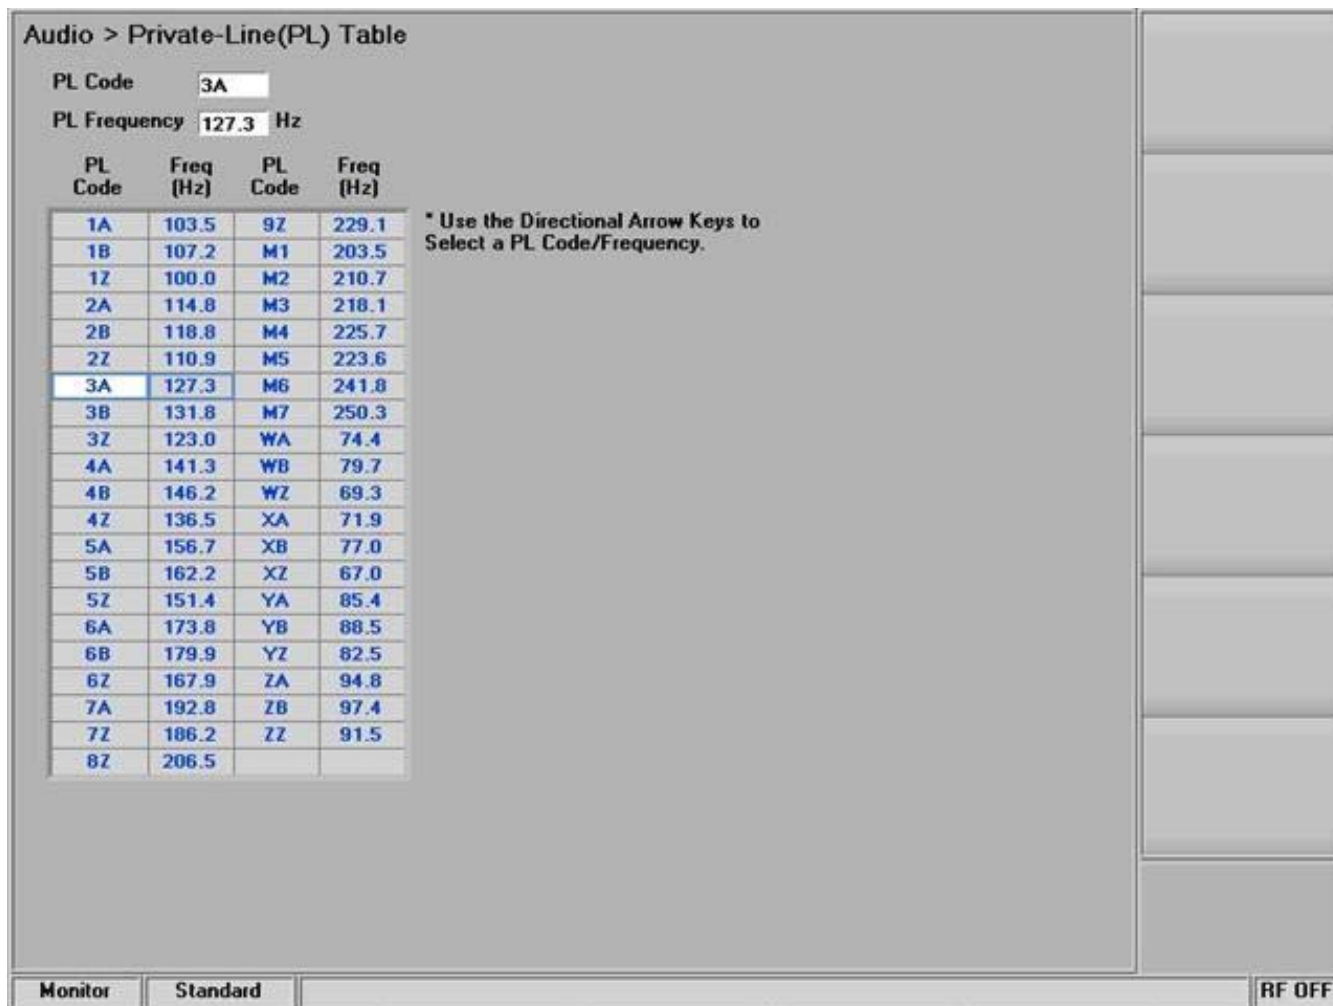 Audio > Private-Line(PL) Table
PL Code 3A
PL Frequency 127.3 Hz
PL Code Freq (Hz) PL Code Freq (Hz)
1A 103.5 9Z 229.1
1B 107.2 M1 203.5
1Z 100.0 M2 210.7
2A 114.8 M3 218.1
2B 118.8 M4 225.7
2Z 110.9 M5 223.6
3A 127.3 M6 241.8
3B 131.8 M7 250.3
3Z 123.0 WA 74.4
4A 141.3 WB 79.7
4B 146.2 WZ 69.3
4Z 136.5 XA 71.9
5A 156.7 XB 77.0
5B 162.2 XZ 67.0
5Z 151.4 YA 85.4
6A 173.8 YB 88.5
6B 179.9 YZ 82.5
6Z 167.9 ZA 94.8
7A 192.8 ZB 97.4
7Z 186.2 ZZ 91.5
8Z 206.5
* Use the Directional Arrow Keys to
Select a PL Code/Frequency.
Monitor Standard RF OFF